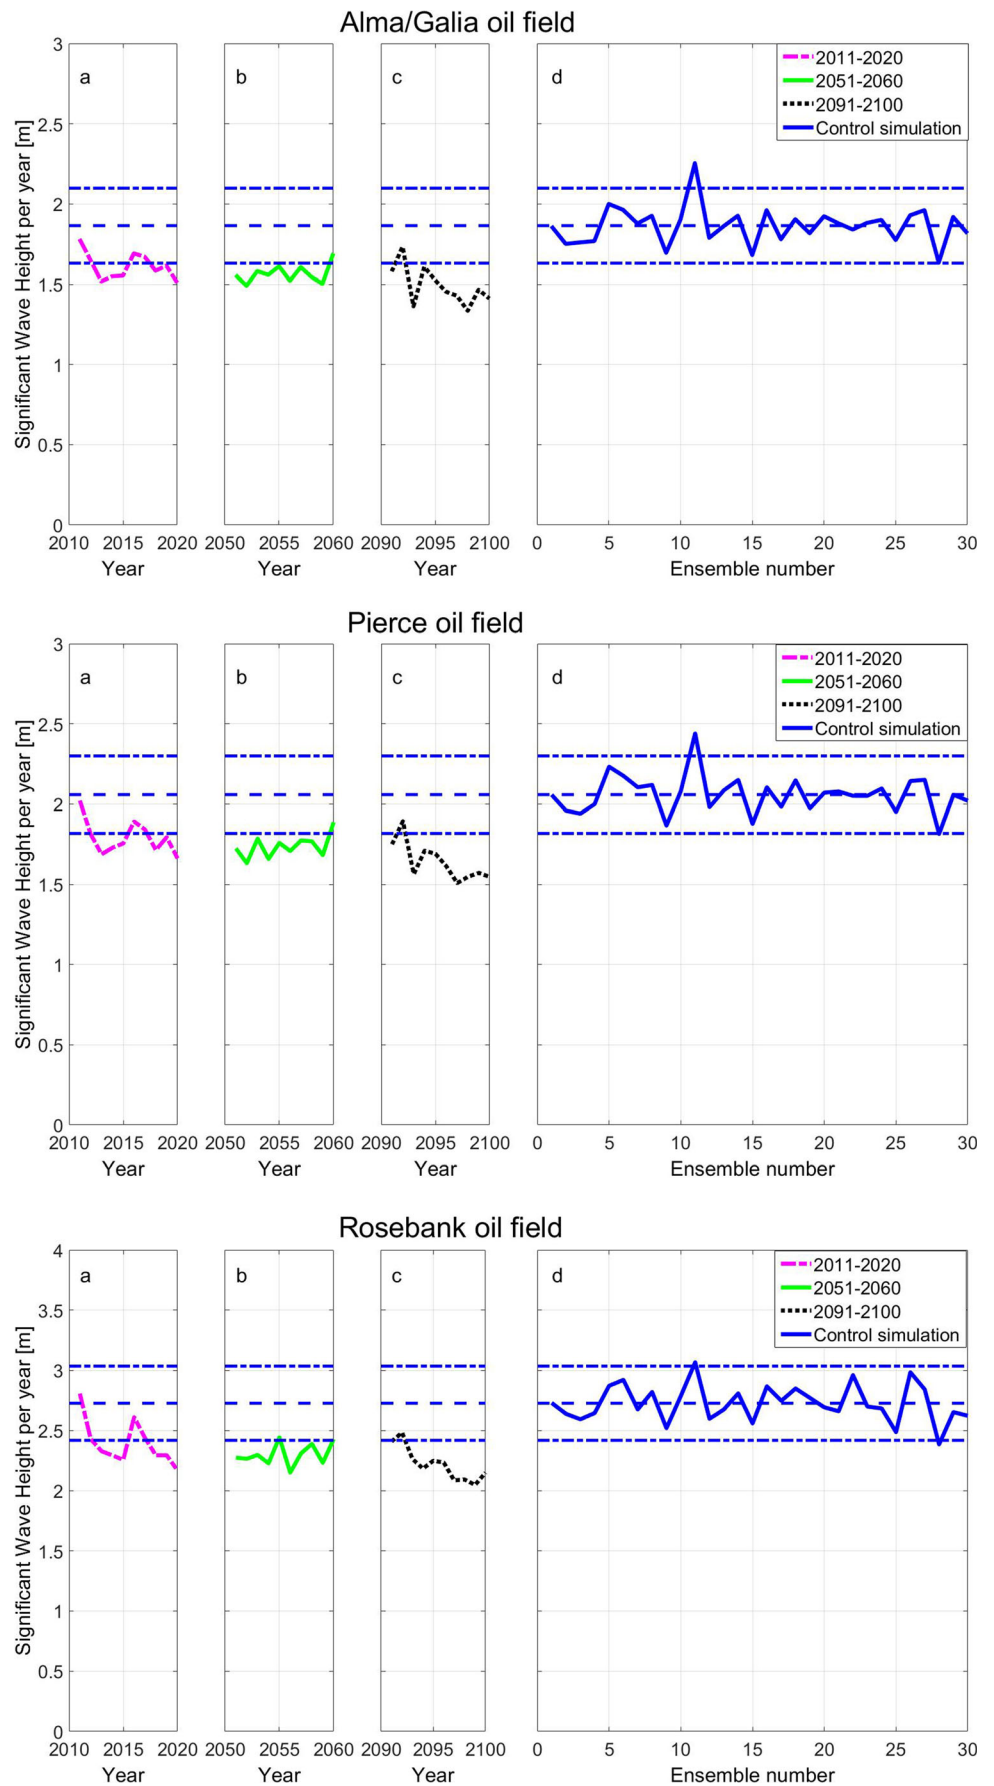 Alma/Galia oil field
Significant Wave Height per year [m]
3
2.5
2
1.5
1
0.5
0
a
b
c
d
2011-2020
2051-2060
2091-2100
Control simulation
2010 2015 2020 2050 2055 2060 2090 2095 2100 0 5 10 15 20 25 30
Year Year Year Ensemble number
Pierce oil field
Significant Wave Height per year [m]
3
2.5
2
1.5
1
0.5
0
a
b
c
d
2011-2020
2051-2060
2091-2100
Control simulation
2010 2015 2020 2050 2055 2060 2090 2095 2100 0 5 10 15 20 25 30
Year Year Year Ensemble number
Rosebank oil field
Significant Wave Height per year [m]
4
3.5
3
2.5
2
1.5
1
0.5
0
a
b
c
d
2011-2020
2051-2060
2091-2100
Control simulation
2010 2015 2020 2050 2055 2060 2090 2095 2100 0 5 10 15 20 25 30
Year Year Year Ensemble number